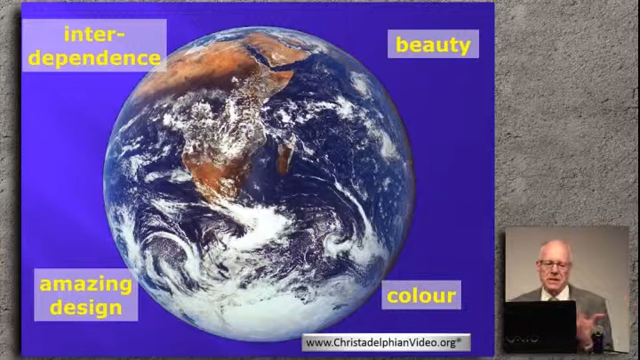 inter-
dependence
beauty
amazing
design
colour
www.ChristadelphianVideo.org®